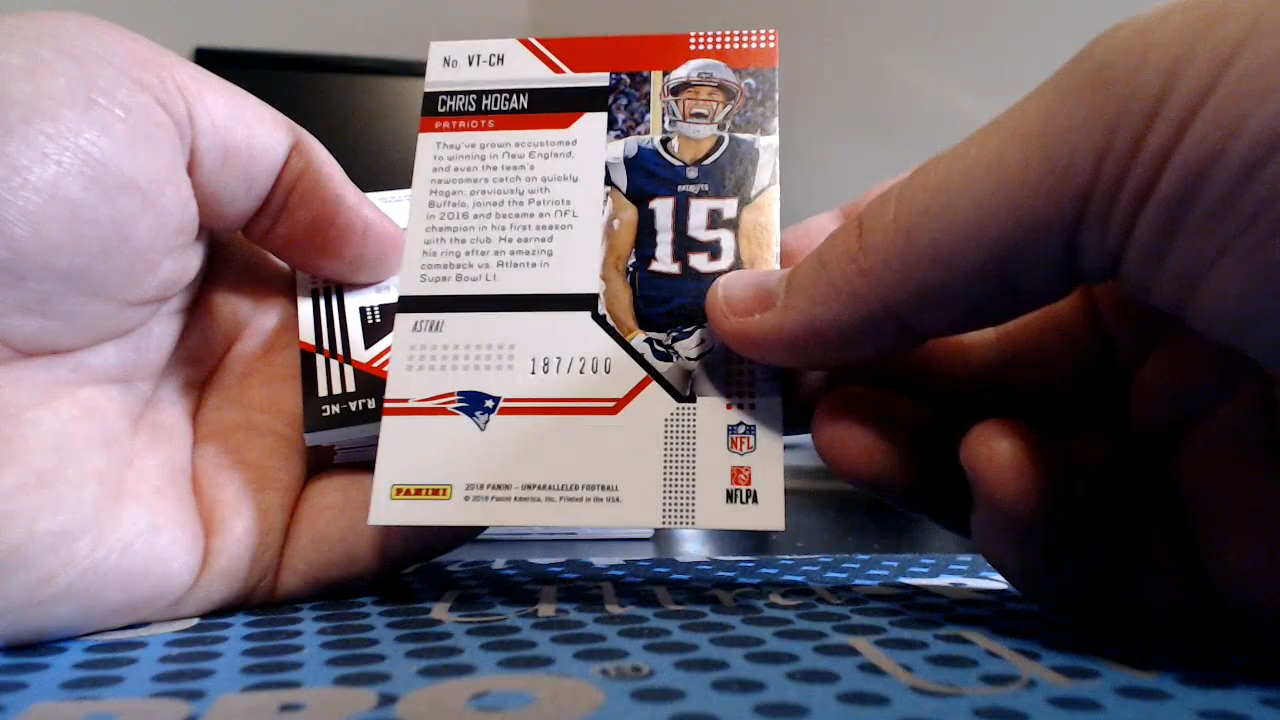 No. VT-CH
CHRIS HOGAN
PATRIOTS
They've grown accustomed
to winning in New England,
and even the team's
newcomers catch on quickly.
Hogan, previously with
Buffalo, joined the Patriots
in 2016 and became an NFL
champion in his first season
with the club. He earned
his ring after an amazing
comeback vs. Atlanta in
Super Bowl LI.
PATRIOTS
15
ASTRAL
187/200
NFL
NFLPA
PANINI
2018 PANINI – UNPARALLELED FOOTBALL
© 2018 Panini America, Inc. Printed in the USA.
RJA-NC
Ultra
PRO